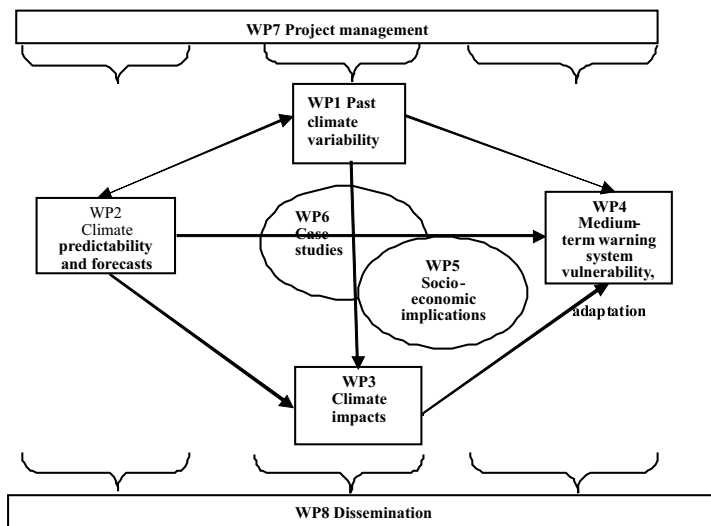 WP7 Project management
WP1 Past
climate
variability
WP2
Climate
predictability
and forecasts
WP6
Case
studies
WP5
Socio-
economic
implications
WP4
Medium-
term warning
system
vulnerability,
adaptation
WP3
Climate
impacts
WP8 Dissemination